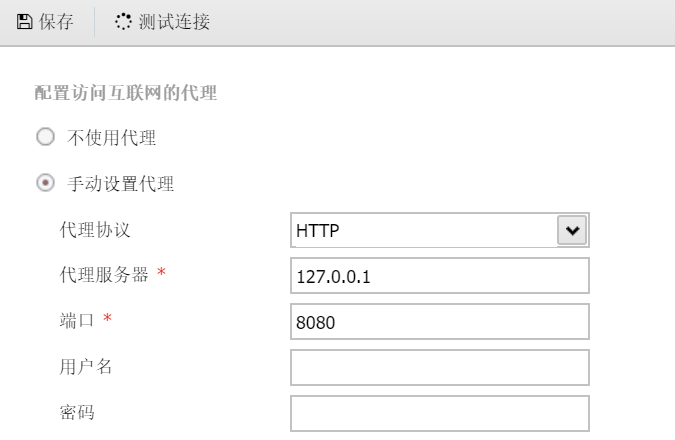 保存 测试连接
配置访问互联网的代理
不使用代理
手动设置代理
代理协议 HTTP
代理服务器 * 127.0.0.1
端口 * 8080
用户名
密码